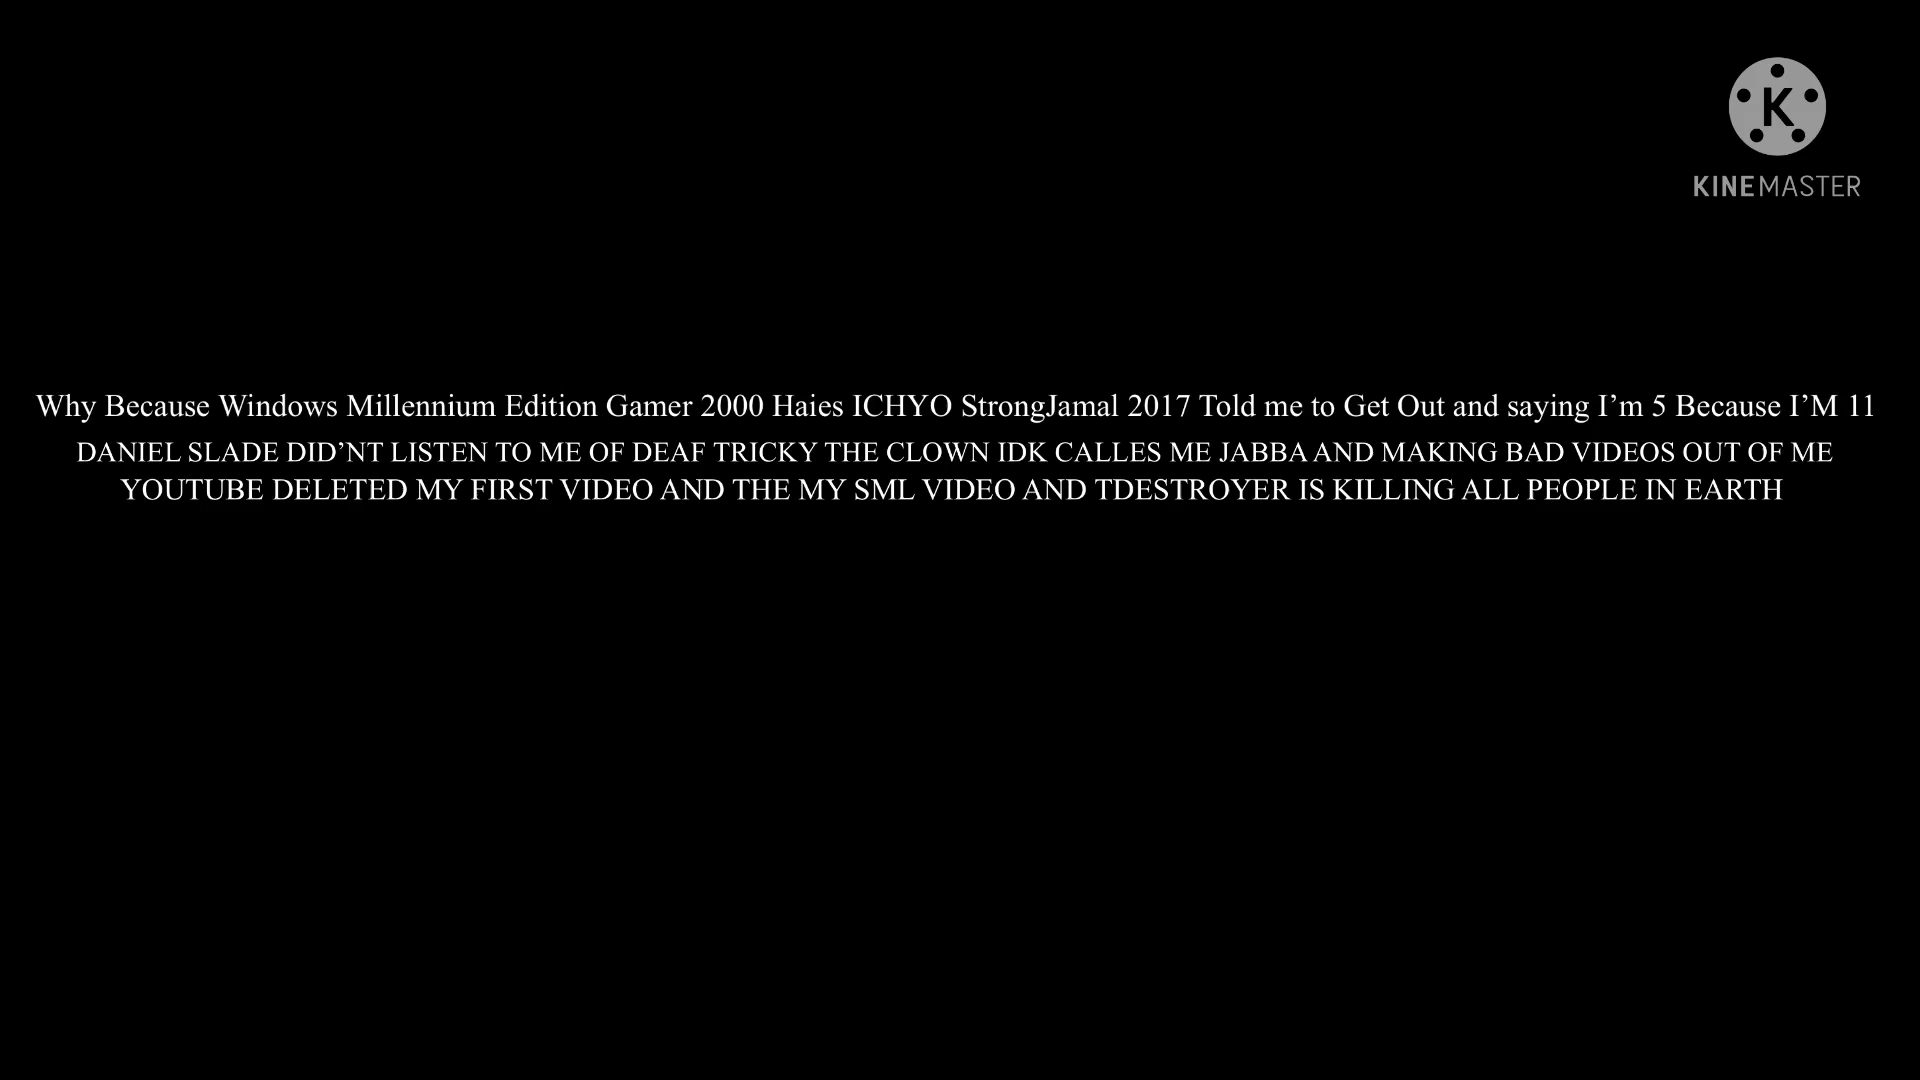 K
KINEMASTER
Why Because Windows Millennium Edition Gamer 2000 Haies ICHYO StrongJamal 2017 Told me to Get Out and saying I’m 5 Because I’M 11
DANIEL SLADE DID’NT LISTEN TO ME OF DEAF TRICKY THE CLOWN IDK CALLES ME JABBA AND MAKING BAD VIDEOS OUT OF ME
YOUTUBE DELETED MY FIRST VIDEO AND THE MY SML VIDEO AND TDESTROYER IS KILLING ALL PEOPLE IN EARTH